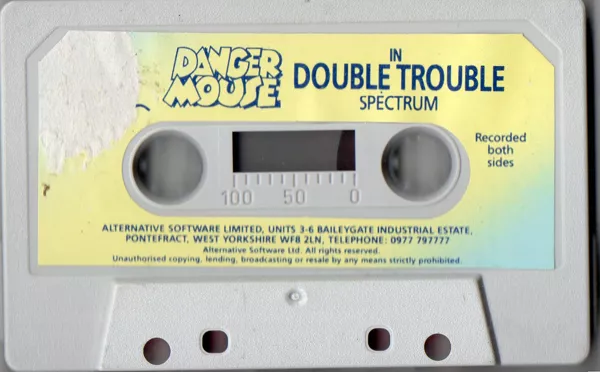 DANGER MOUSE
IN
DOUBLE TROUBLE
SPECTRUM
Recorded
both
sides
100 50 0
ALTERNATIVE SOFTWARE LIMITED, UNITS 3-6 BAILEYGATE INDUSTRIAL ESTATE,
PONTEFRACT, WEST YORKSHIRE WF8 2LN, TELEPHONE: 0977 797777
Alternative Software Ltd. All rights reserved.
Unauthorised copying, lending, broadcasting or resale by any means strictly prohibited.